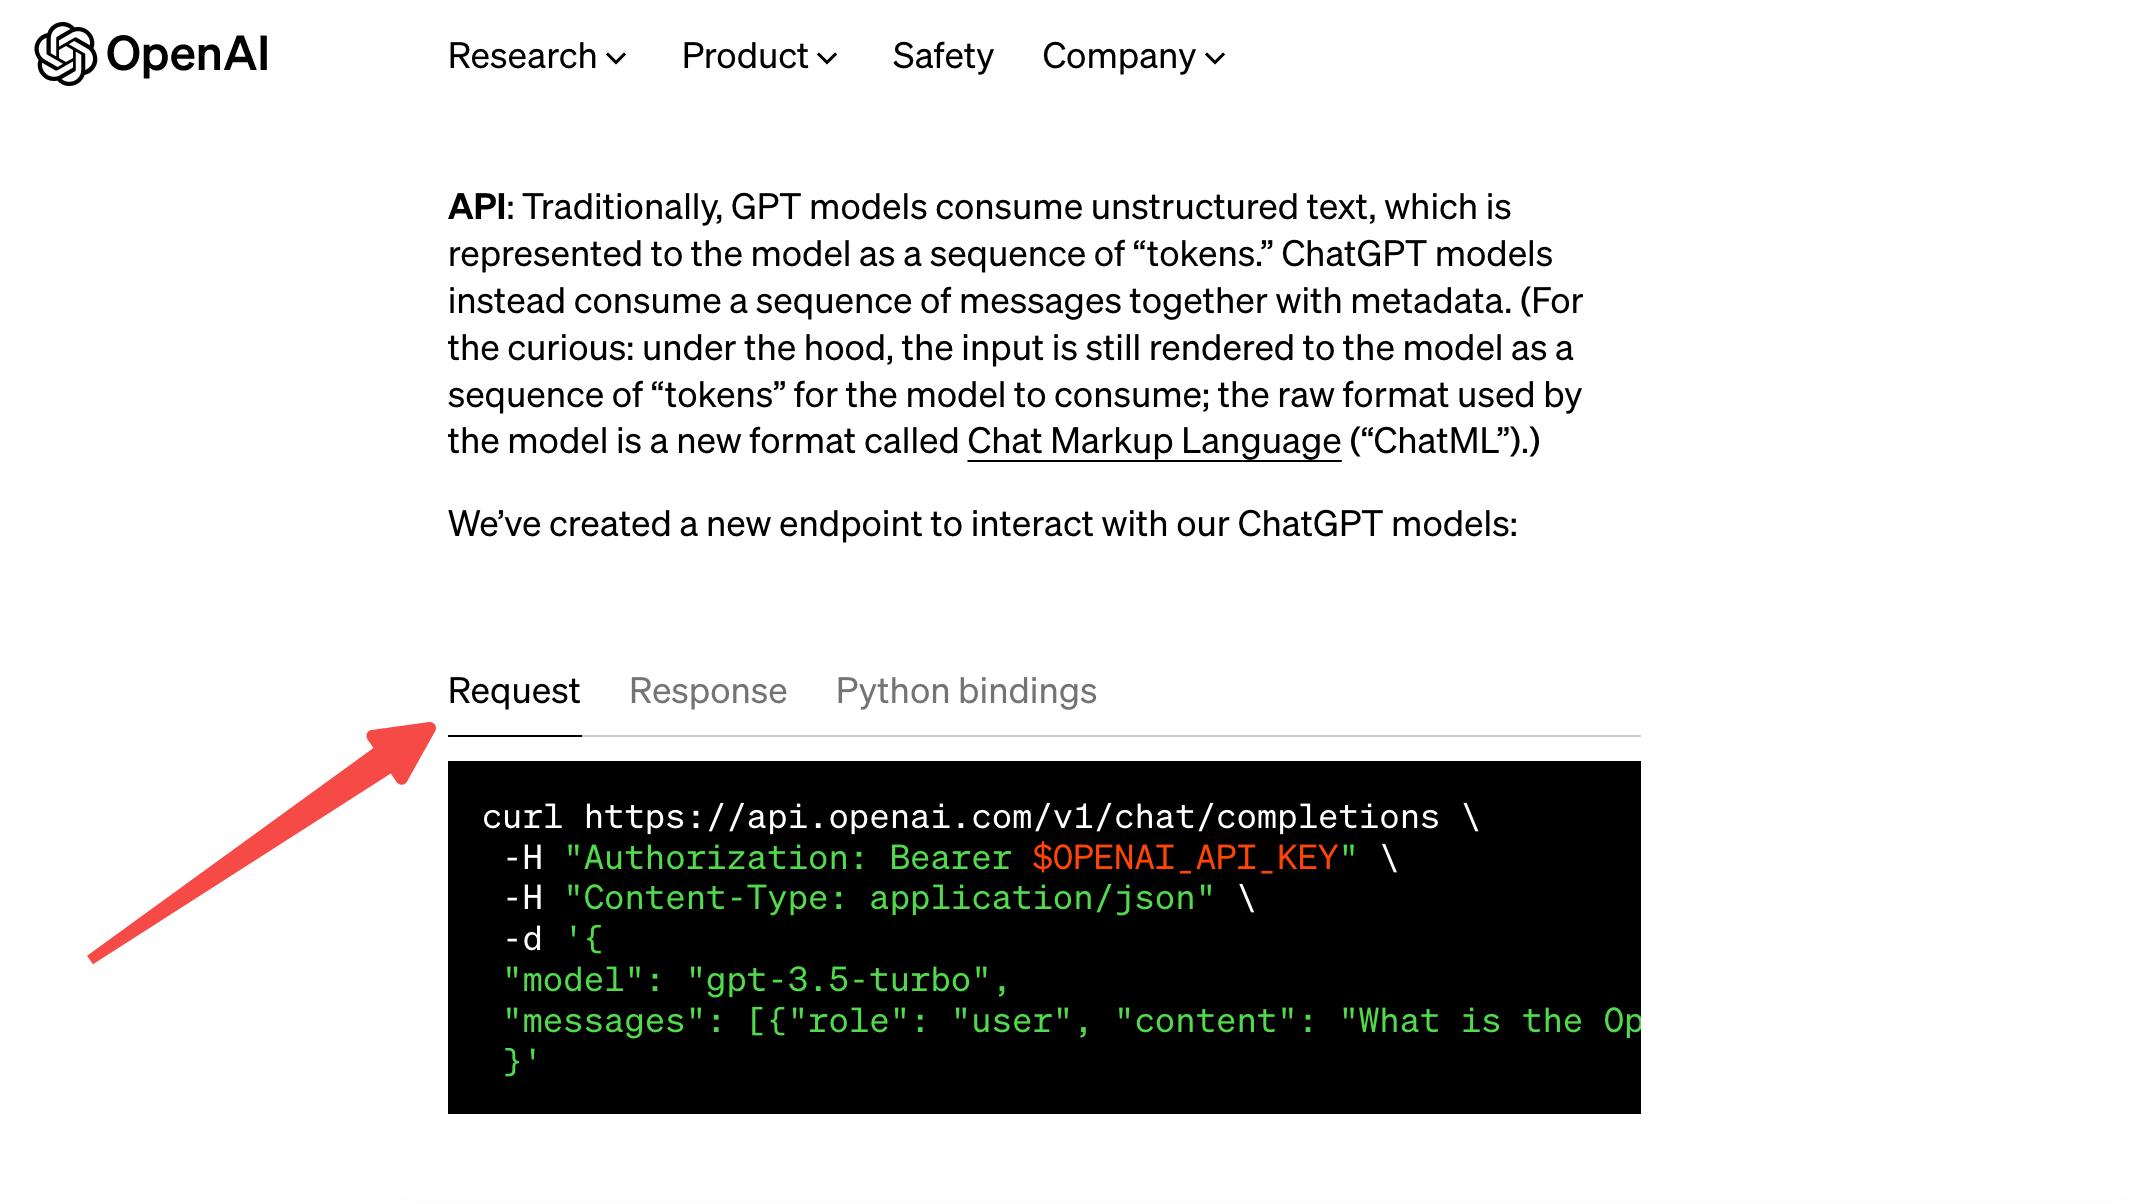 OpenAI
Research Product Safety Company
API: Traditionally, GPT models consume unstructured text, which is
represented to the model as a sequence of “tokens.” ChatGPT models
instead consume a sequence of messages together with metadata. (For
the curious: under the hood, the input is still rendered to the model as a
sequence of “tokens” for the model to consume; the raw format used by
the model is a new format called Chat Markup Language (“ChatML”).)
We’ve created a new endpoint to interact with our ChatGPT models:
Request Response Python bindings
curl https://api.openai.com/v1/chat/completions \
-H "Authorization: Bearer $OPENAI_API_KEY" \
-H "Content-Type: application/json" \
-d '{
"model": "gpt-3.5-turbo",
"messages": [{"role": "user", "content": "What is the Op
}'